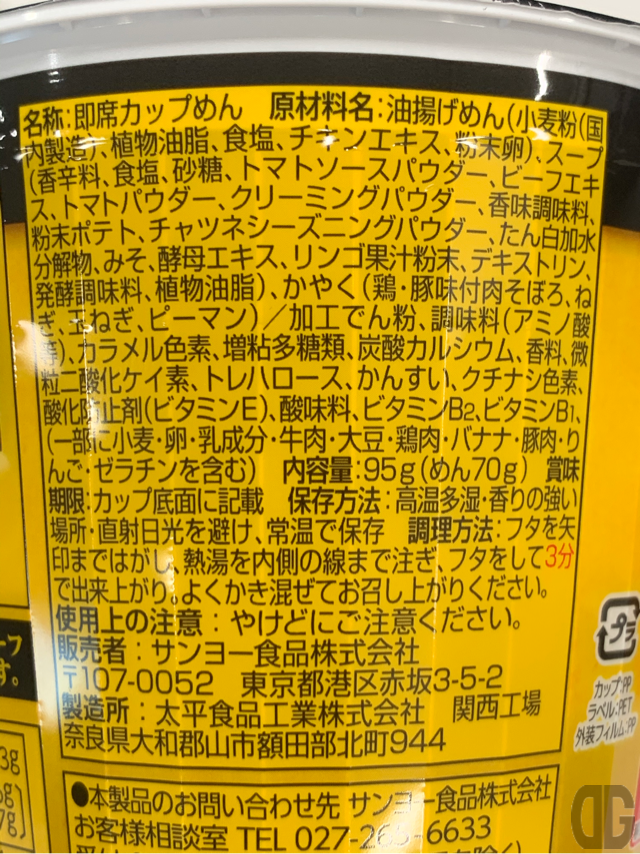 名称:即席カップめん 原材料名:油揚げめん(小麦粉(国
内製造)、植物油脂、食塩、チキンエキス、粉末卵)、スープ
(香辛料、食塩、砂糖、トマトソースパウダー、ビーフエキ
ス、トマトパウダー、クリーミングパウダー、香味調味料、
粉末ポテト、チャツネシーズニングパウダー、たん白加水
分解物、みそ、酵母エキス、リンゴ果汁粉末、デキストリン、
発酵調味料、植物油脂)、かやく(鶏・豚味付肉そぼろ、ね
ぎ、玉ねぎ、ピーマン)/加工でん粉、調味料(アミノ酸
等)、カラメル色素、増粘多糖類、炭酸カルシウム、香料、微
粒二酸化ケイ素、トレハロース、かんすい、クチナシ色素、
酸化防止剤(ビタミンE)、酸味料、ビタミンB2、ビタミンB1、
(一部に小麦・卵・乳成分・牛肉・大豆・鶏肉・バナナ・豚肉・り
んご・ゼラチンを含む) 内容量:95g(めん70g) 賞味
期限:カップ底面に記載 保存方法:高温多湿・香りの強い
場所・直射日光を避け、常温で保存 調理方法:フタを矢
印まではがし、熱湯を内側の線まで注ぎ、フタをして3分
で出来上がり。よくかき混ぜてお召し上がりください。
使用上の注意:やけどにご注意ください。
販売者:サンヨー食品株式会社
〒107-0052 東京都港区赤坂3-5-2
製造所:太平食品工業株式会社 関西工場
奈良県大和郡山市額田部北町944
プラ
カップ:PP
ラベル:PET
外装フィルム:PP
●本製品のお問い合わせ先 サンヨー食品株式会社
お客様相談室 TEL 027-265-6633
DG